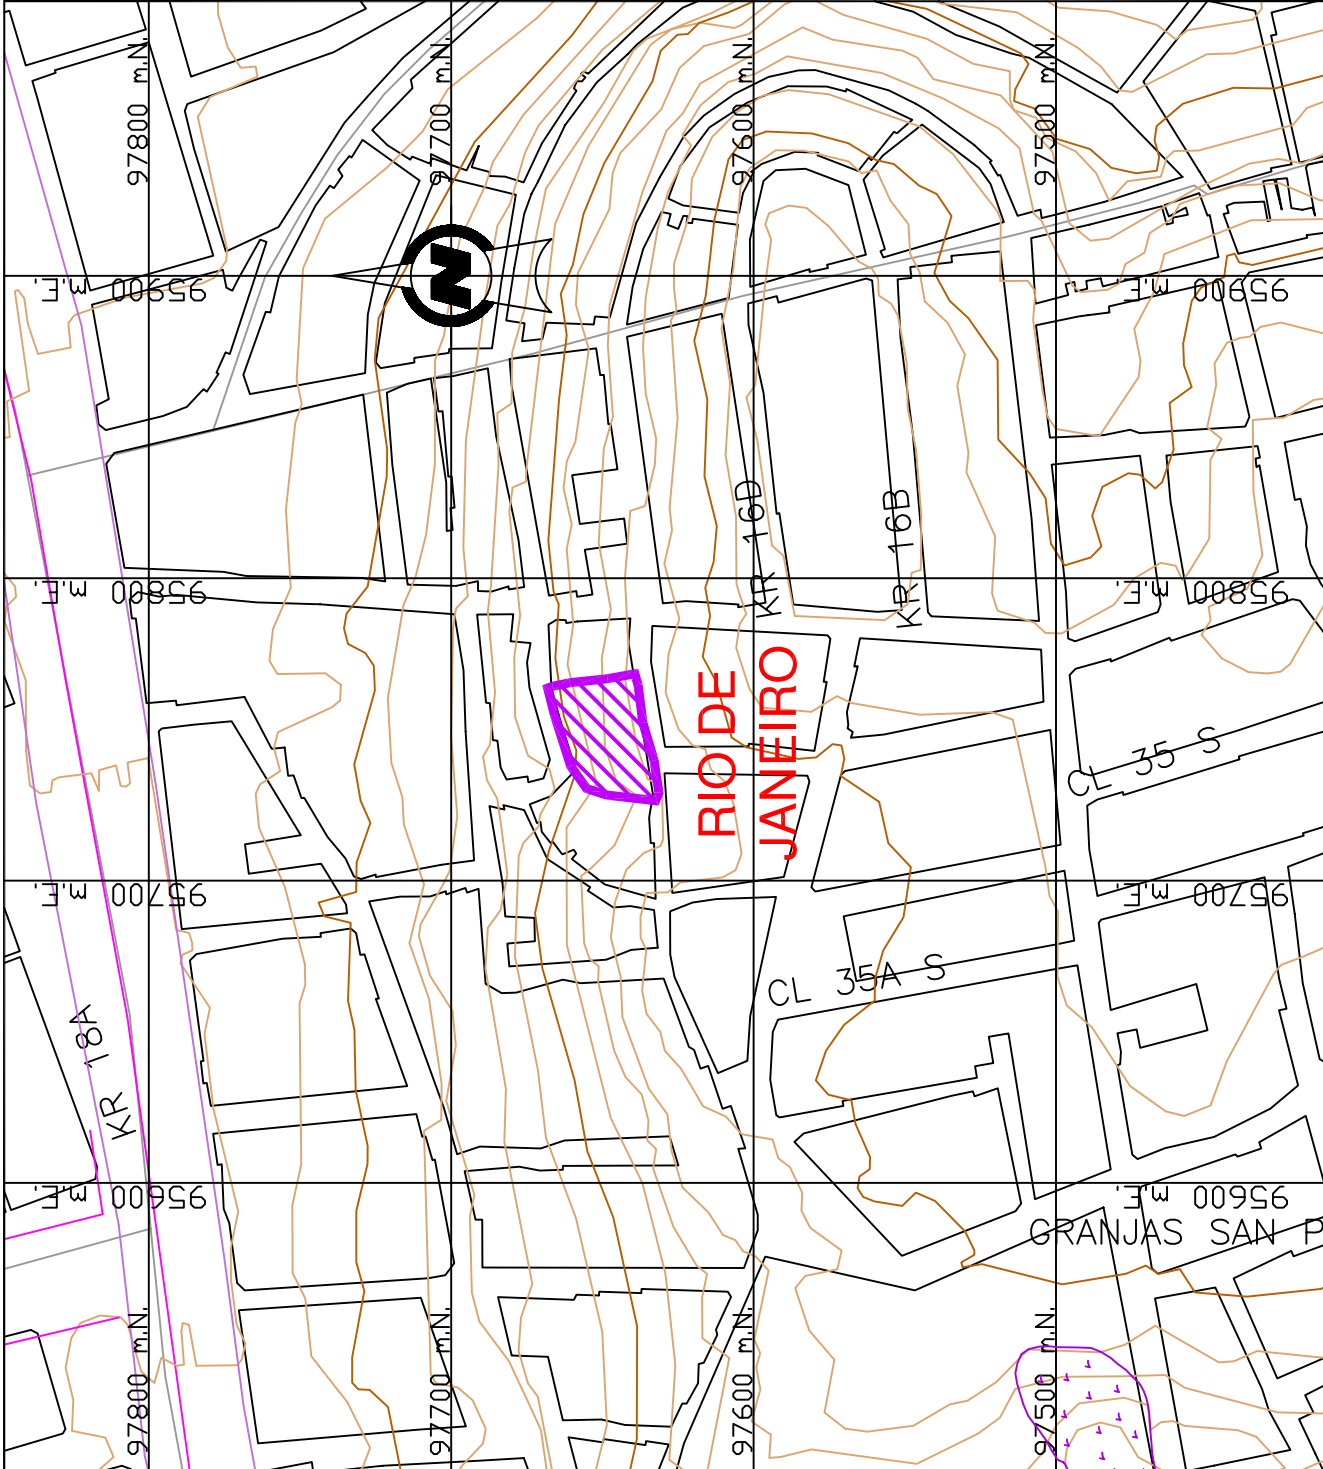 97800 m.N.
97700 m.N.
97600 m.N.
97500 m.N.
N
95900 m.E.
95900 m.E.
KR 16D
KR 16B
95800 m.E.
95800 m.E.
RIO DE
JANEIRO
CL 35 S
95700 m.E.
95700 m.E.
CL 35A S
KR 18A
95600 m.E.
95600 m.E.
GRANJAS SAN P
97800 m.N.
97700 m.N.
97600 m.N.
97500 m.N.